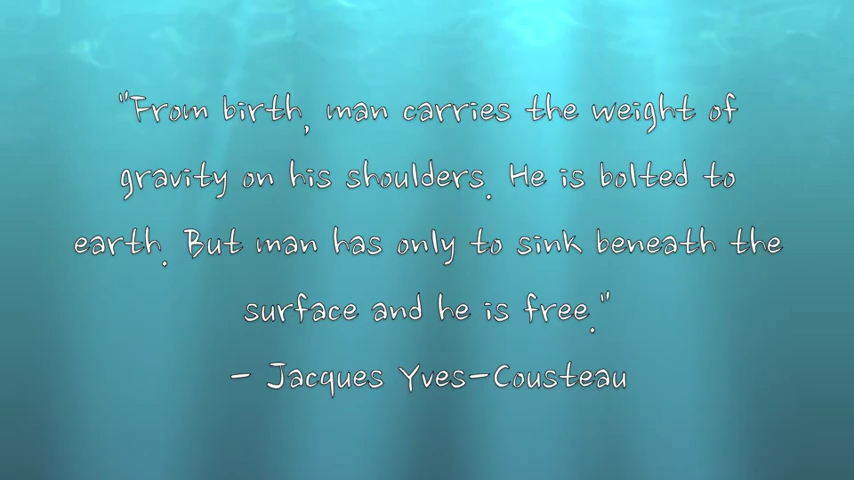 "From birth, man carries the weight of
gravity on his shoulders. He is bolted to
earth. But man has only to sink beneath the
surface and he is free."
- Jacques Yves-Cousteau